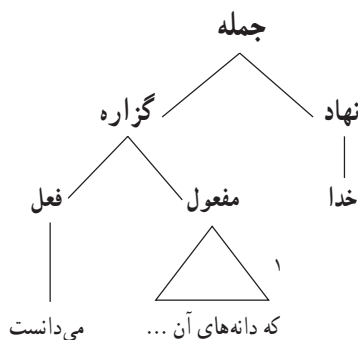 جمله
نهاد گزاره
خدا مفعول فعل
۱
که دانه‌های آن ... می‌دانست